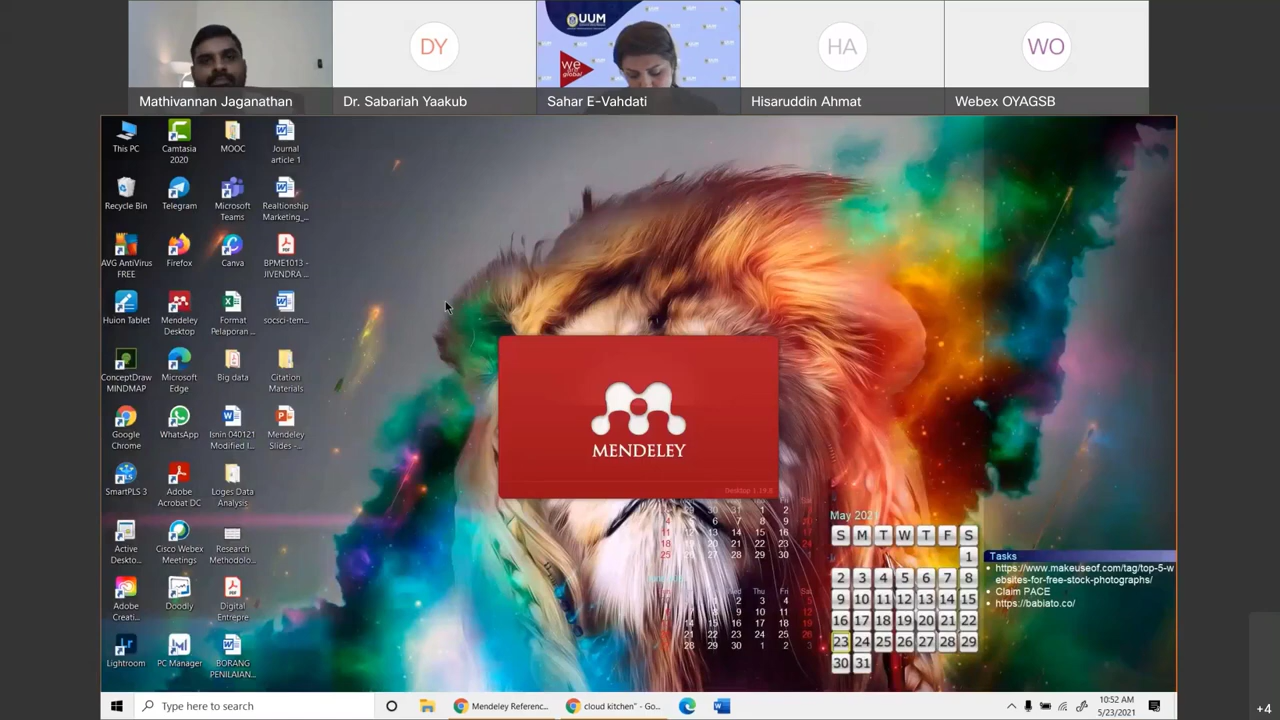 UUM
we are global
DY
HA
WO
Mathivannan Jaganathan
Dr. Sabariah Yaakub
Sahar E-Vahdati
Hisaruddin Ahmat
Webex OYAGSB
This PC
Camtasia
2020
MOOC
Journal
article 1
Recycle Bin
Telegram
Microsoft
Teams
Realtionship
Marketing_...
AVG AntiVirus
FREE
Firefox
Canva
BPME1013 -
JIVENDRA ...
Huion Tablet
Mendeley
Desktop
Format
Pelaporan ...
socsci-tem...
ConceptDraw
MINDMAP
Microsoft
Edge
Big data
Citation
Materials
Google
Chrome
WhatsApp
Isnin 040121
Modified I...
Mendeley
Slides - ...
SmartPLS 3
Adobe
Acrobat DC
Loges Data
Analysis
Active
Deskto...
Cisco Webex
Meetings
Research
Methodolo...
Adobe
Creati...
Doodly
Digital
Entrepre
Lightroom
PC Manager
BORANG
PENILAIAN...
MENDELEY
May 2021
S M T W T F S
1
2 3 4 5 6 7 8
9 10 11 12 13 14 15
16 17 18 19 20 21 22
23 24 25 26 27 28 29
30 31
Tasks
https://www.makeuseof.com/tag/top-5-w
ebsites-for-free-stock-photographs/
Claim PACE
https://babiato.co/
Type here to search
Mendeley Referenc...
cloud kitchen" - Go...
10:52 AM
5/23/2021
+4